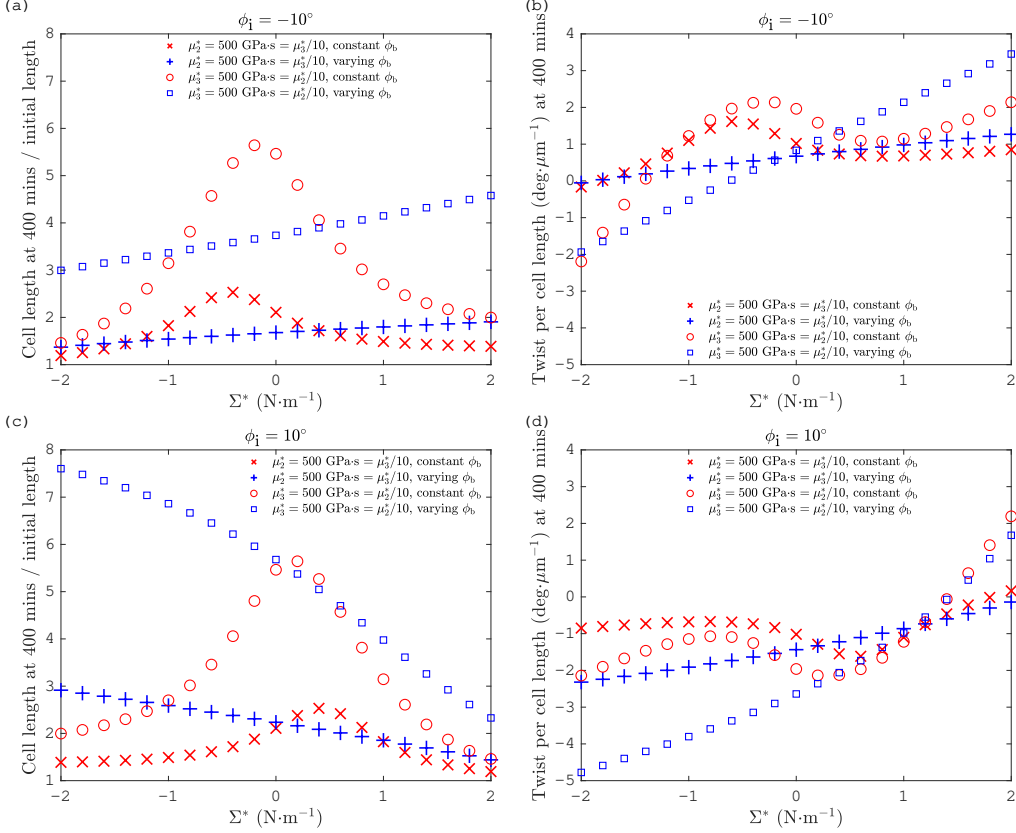 (a)
ϕi = −10°
Cell length at 400 mins / initial length
8
7
6
5
4
3
2
1
μ2* = 500 GPa·s = μ3*/10, constant ϕb
μ2* = 500 GPa·s = μ3*/10, varying ϕb
μ3* = 500 GPa·s = μ2*/10, constant ϕb
μ3* = 500 GPa·s = μ2*/10, varying ϕb
−2 −1 0 1 2
Σ* (N·m−1)
(b)
ϕi = −10°
Twist per cell length (deg·μm−1) at 400 mins
4
3
2
1
0
−1
−2
−3
−4
−5
μ2* = 500 GPa·s = μ3*/10, constant ϕb
μ2* = 500 GPa·s = μ3*/10, varying ϕb
μ3* = 500 GPa·s = μ2*/10, constant ϕb
μ3* = 500 GPa·s = μ2*/10, varying ϕb
−2 −1 0 1 2
Σ* (N·m−1)
(c)
ϕi = 10°
Cell length at 400 mins / initial length
8
7
6
5
4
3
2
1
μ2* = 500 GPa·s = μ3*/10, constant ϕb
μ2* = 500 GPa·s = μ3*/10, varying ϕb
μ3* = 500 GPa·s = μ2*/10, constant ϕb
μ3* = 500 GPa·s = μ2*/10, varying ϕb
−2 −1 0 1 2
Σ* (N·m−1)
(d)
ϕi = 10°
Twist per cell length (deg·μm−1) at 400 mins
4
3
2
1
0
−1
−2
−3
−4
−5
μ2* = 500 GPa·s = μ3*/10, constant ϕb
μ2* = 500 GPa·s = μ3*/10, varying ϕb
μ3* = 500 GPa·s = μ2*/10, constant ϕb
μ3* = 500 GPa·s = μ2*/10, varying ϕb
−2 −1 0 1 2
Σ* (N·m−1)